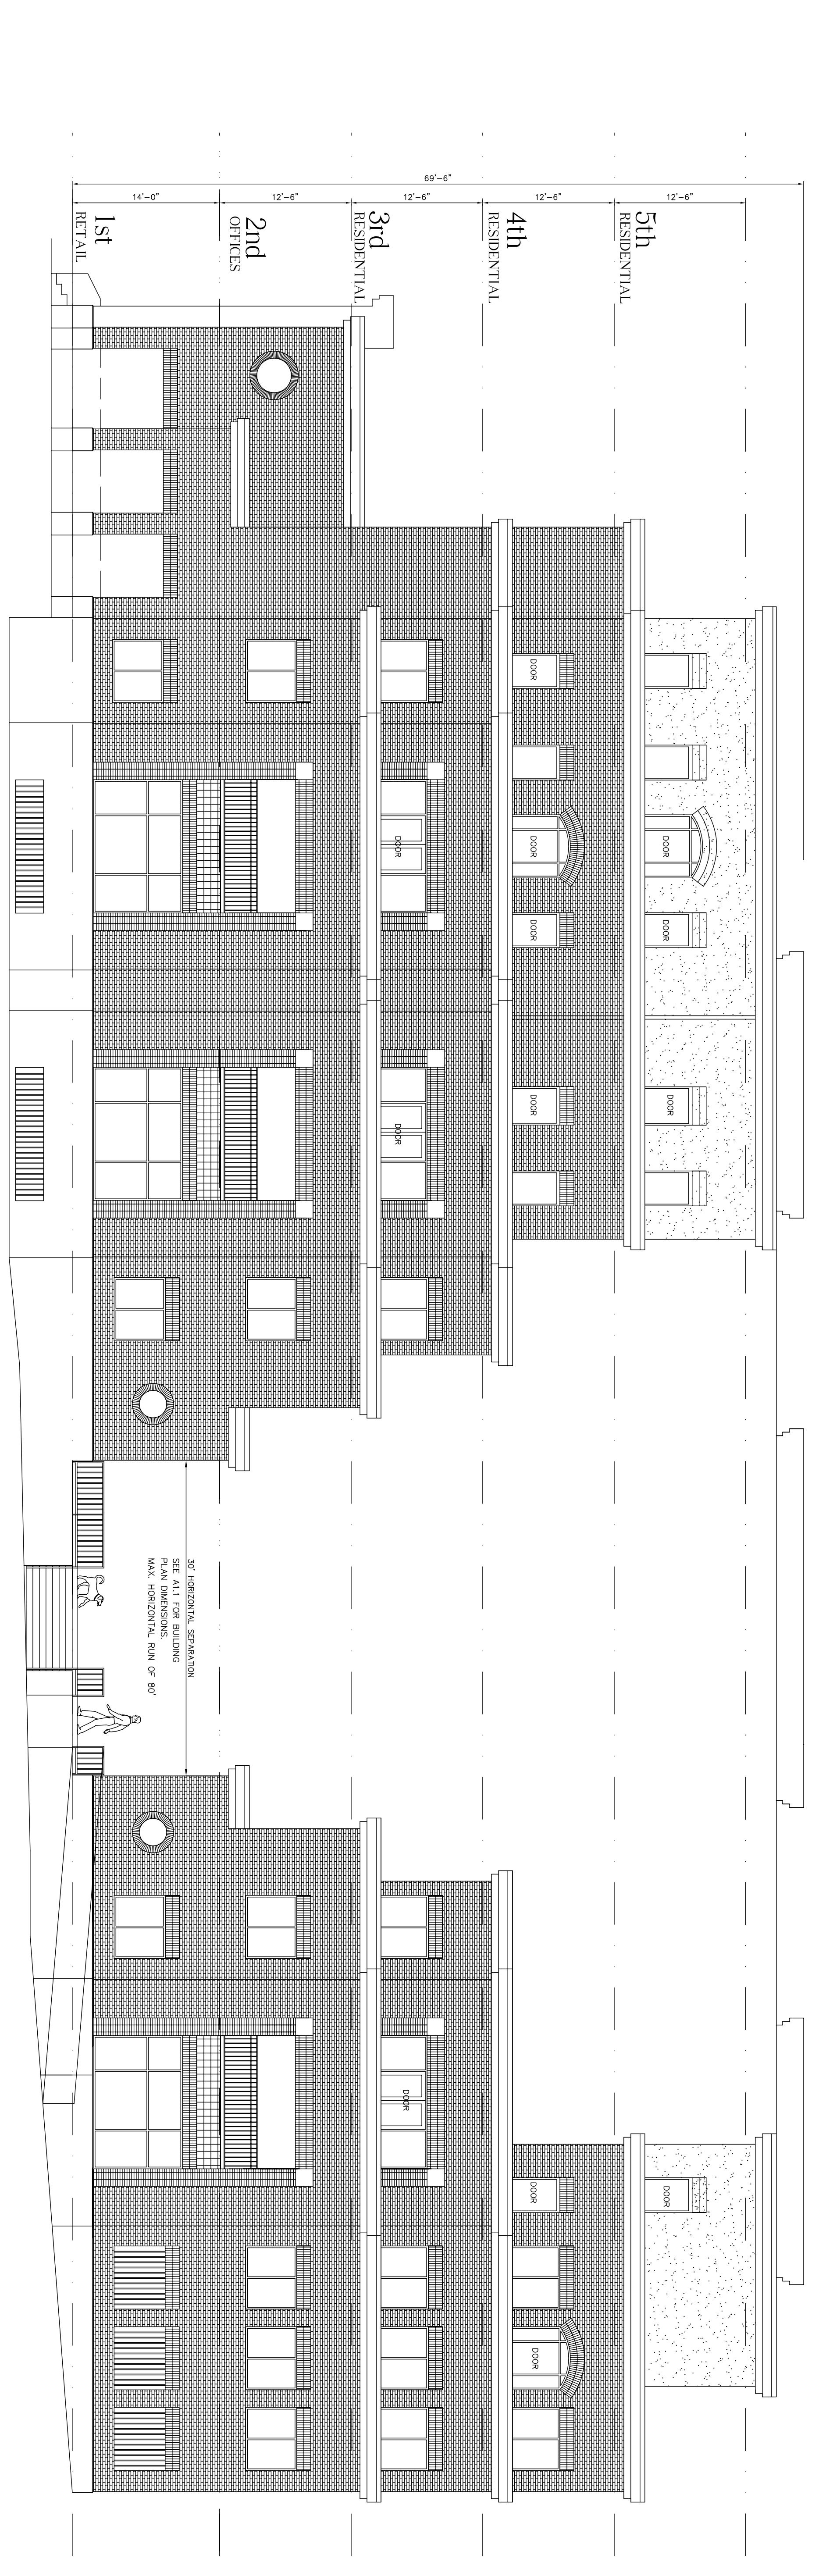 69'-6"
12'-6"
5th
RESIDENTIAL
DOOR
DOOR
DOOR
DOOR
12'-6"
4th
RESIDENTIAL
DOOR
DOOR
DOOR
DOOR
DOOR
DOOR
12'-6"
3rd
RESIDENTIAL
DOOR
DOOR
DOOR
12'-6"
2nd
OFFICES
14'-0"
1st
RETAIL
30' HORIZONTAL SEPARATION
SEE A1.1 FOR BUILDING
PLAN DIMENSIONS.
MAX. HORIZONTAL RUN OF 80'